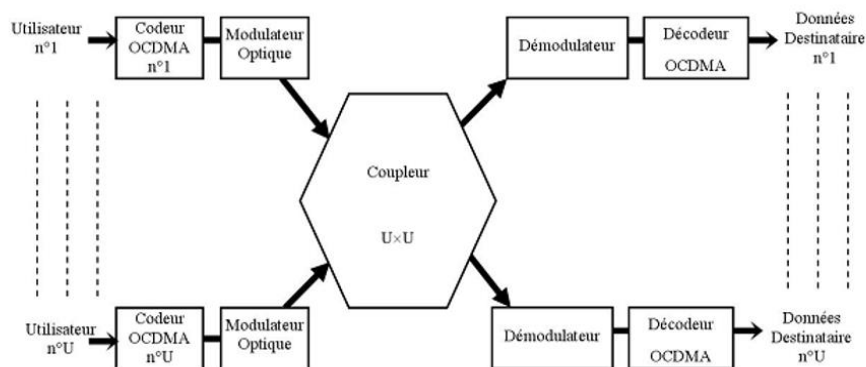 Utilisateur
n°1
Codeur
OCDMA
n°1
Modulateur
Optique
Démodulateur
Décodeur
OCDMA
Données
Destinataire
n°1
Coupleur
U×U
Utilisateur
n°U
Codeur
OCDMA
n°U
Modulateur
Optique
Démodulateur
Décodeur
OCDMA
Données
Destinataire
n°U